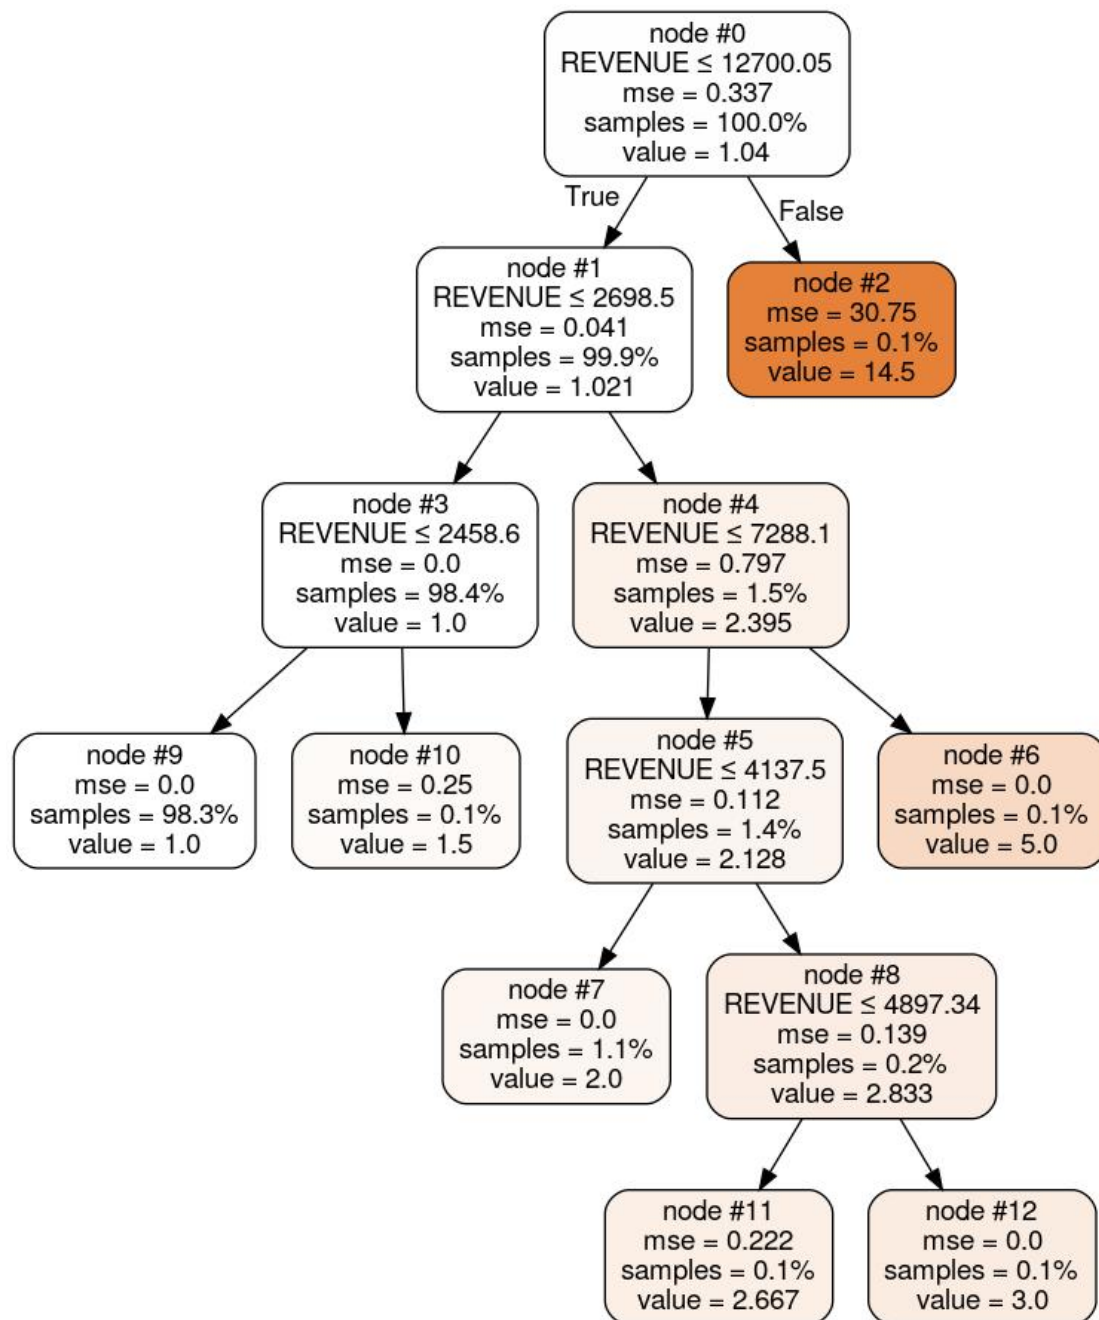 node #0
REVENUE ≤ 12700.05
mse = 0.337
samples = 100.0%
value = 1.04
True
False
node #1
REVENUE ≤ 2698.5
mse = 0.041
samples = 99.9%
value = 1.021
node #2
mse = 30.75
samples = 0.1%
value = 14.5
node #3
REVENUE ≤ 2458.6
mse = 0.0
samples = 98.4%
value = 1.0
node #4
REVENUE ≤ 7288.1
mse = 0.797
samples = 1.5%
value = 2.395
node #9
mse = 0.0
samples = 98.3%
value = 1.0
node #10
mse = 0.25
samples = 0.1%
value = 1.5
node #5
REVENUE ≤ 4137.5
mse = 0.112
samples = 1.4%
value = 2.128
node #6
mse = 0.0
samples = 0.1%
value = 5.0
node #7
mse = 0.0
samples = 1.1%
value = 2.0
node #8
REVENUE ≤ 4897.34
mse = 0.139
samples = 0.2%
value = 2.833
node #11
mse = 0.222
samples = 0.1%
value = 2.667
node #12
mse = 0.0
samples = 0.1%
value = 3.0